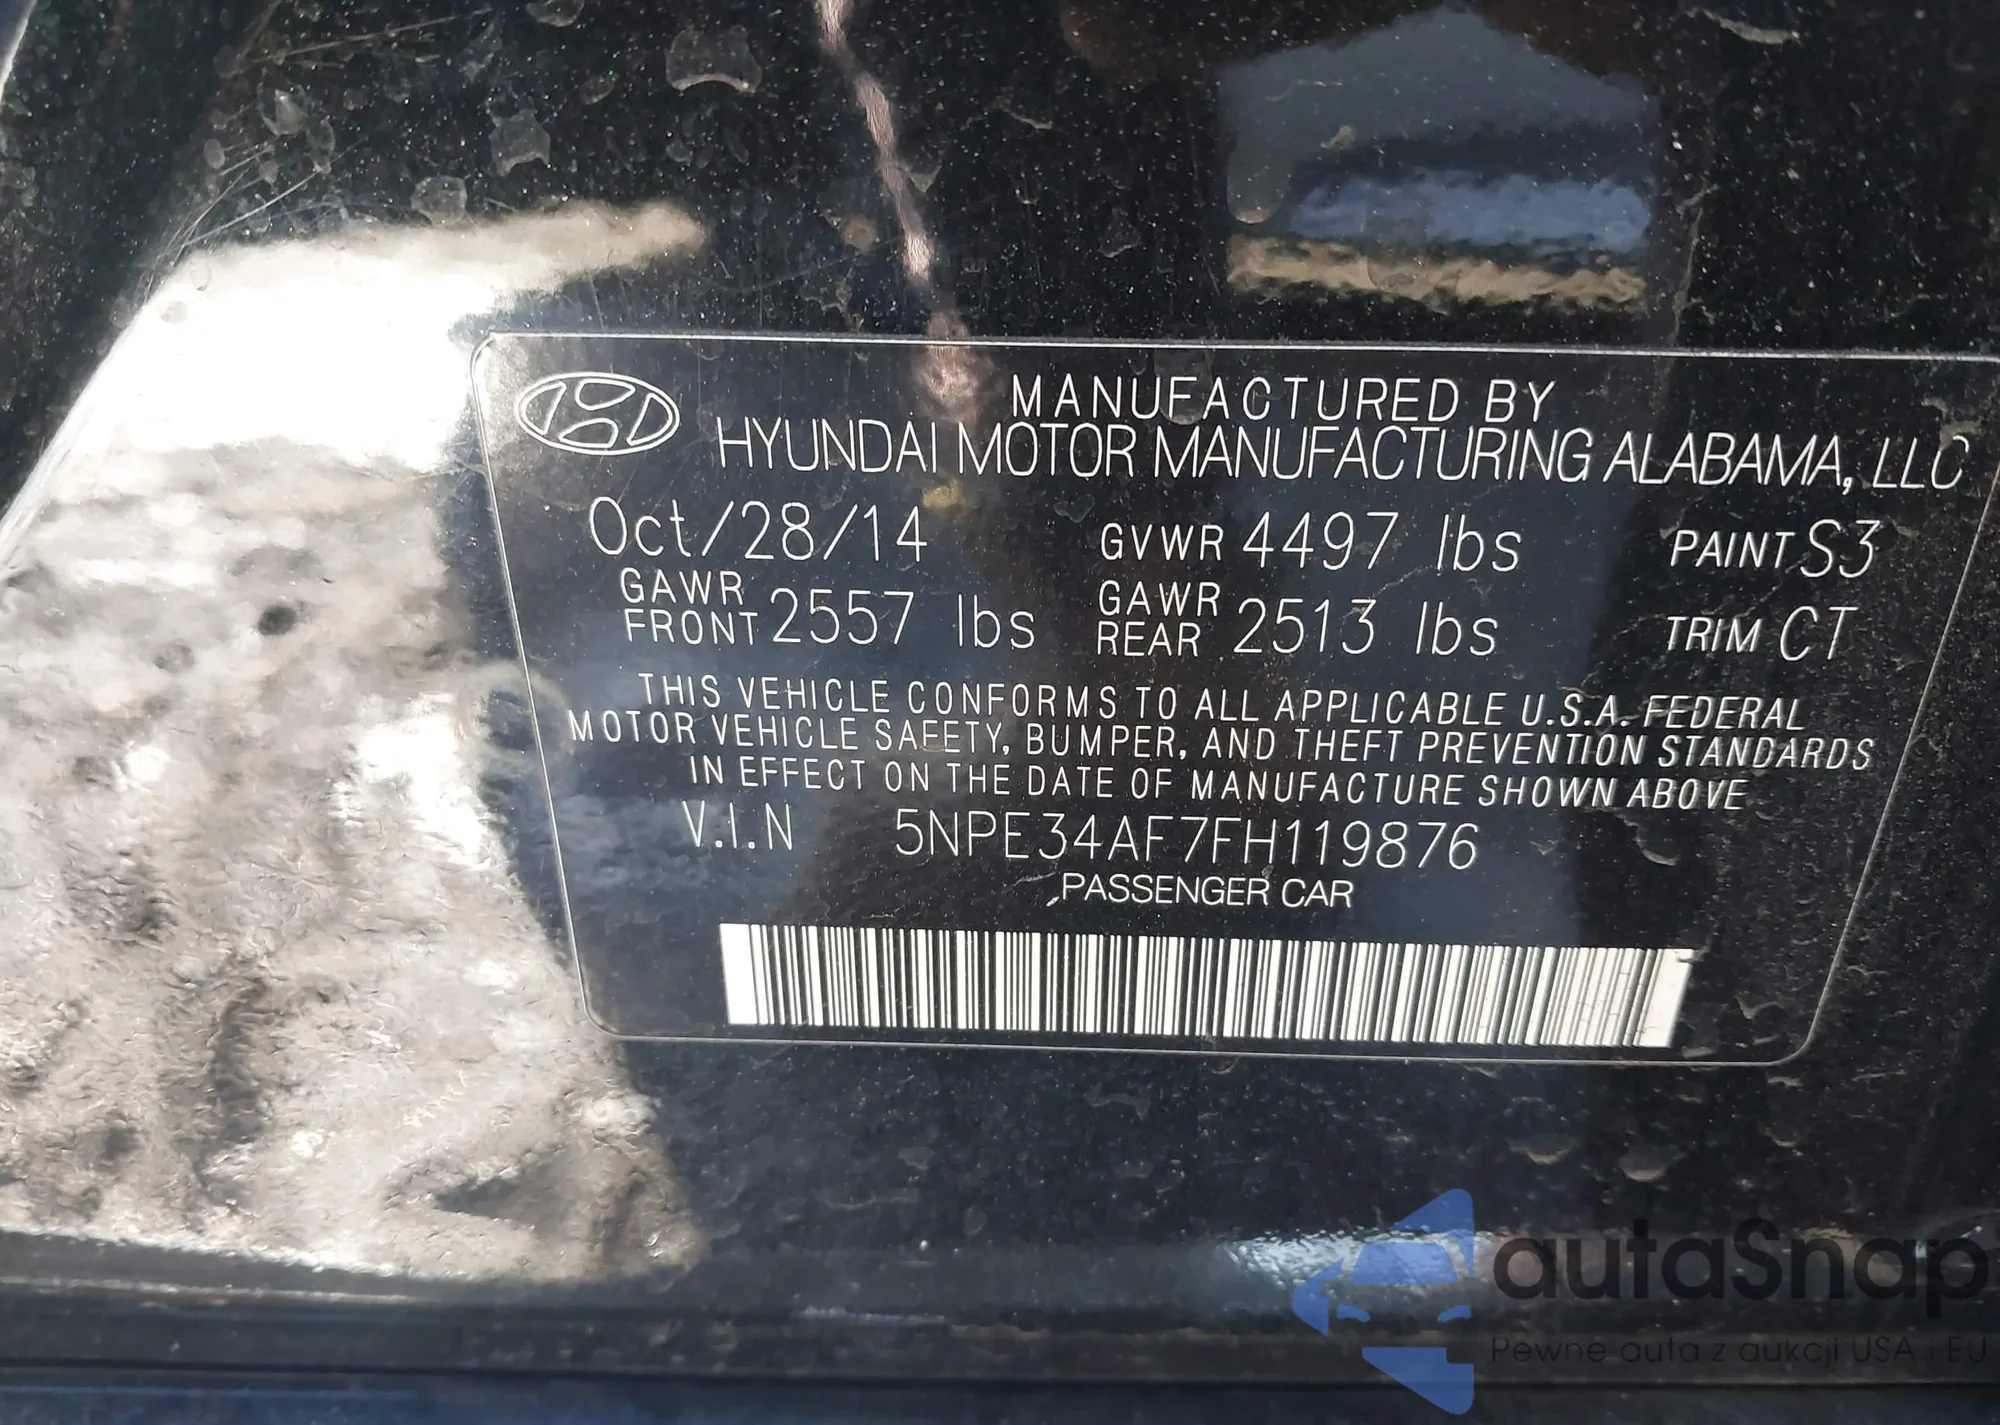 MANUFACTURED BY
HYUNDAI MOTOR MANUFACTURING ALABAMA, LLC
Oct/28/14 GVWR 4497 lbs PAINT S3
GAWR FRONT 2557 lbs GAWR REAR 2513 lbs TRIM CT
THIS VEHICLE CONFORMS TO ALL APPLICABLE U.S.A. FEDERAL
MOTOR VEHICLE SAFETY, BUMPER, AND THEFT PREVENTION STANDARDS
IN EFFECT ON THE DATE OF MANUFACTURE SHOWN ABOVE
V.I.N 5NPE34AF7FH119876
PASSENGER CAR
autaSnap
Pewne auta z aukcji USA i EU